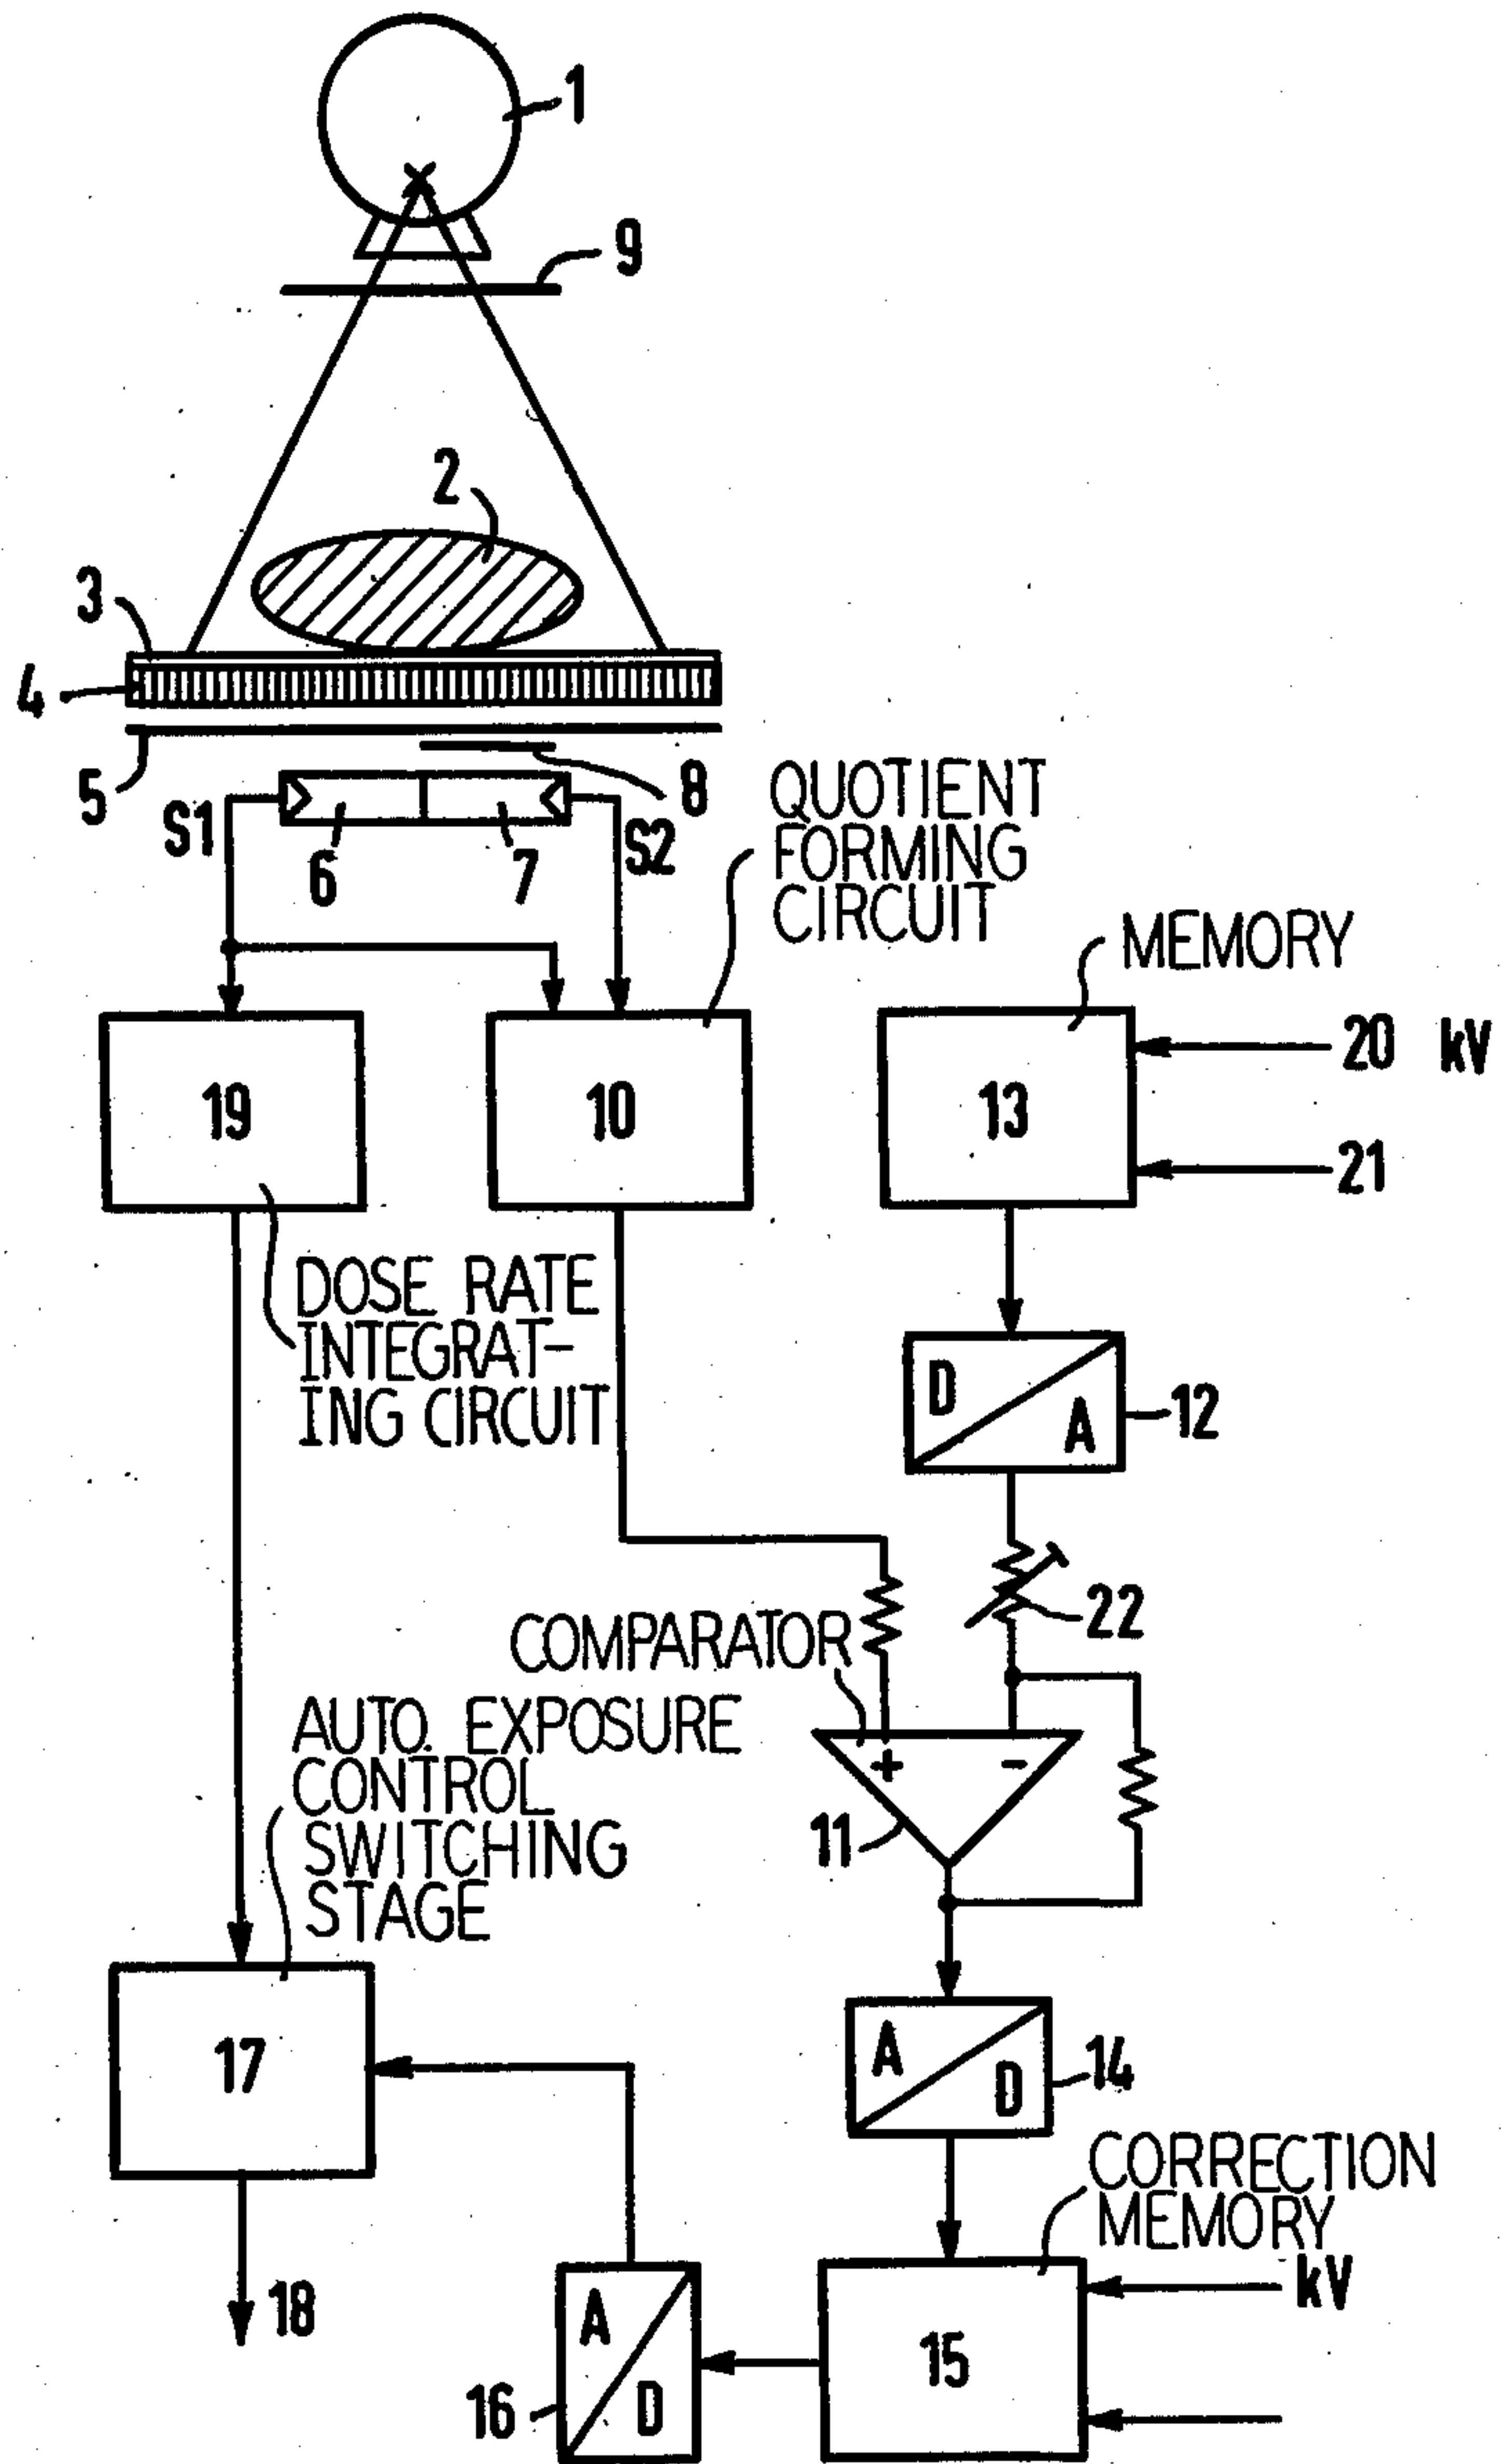 1
9
2
3
4
5
8
S1
6
7
S2
QUOTIENT
FORMING
CIRCUIT
MEMORY
19
10
13
20 kV
21
DOSE RATE
INTEGRAT-
ING CIRCUIT
D
A
12
22
COMPARATOR
+
-
11
AUTO. EXPOSURE
CONTROL
SWITCHING
STAGE
17
A
D
14
CORRECTION
MEMORY
kV
15
A
D
16
18